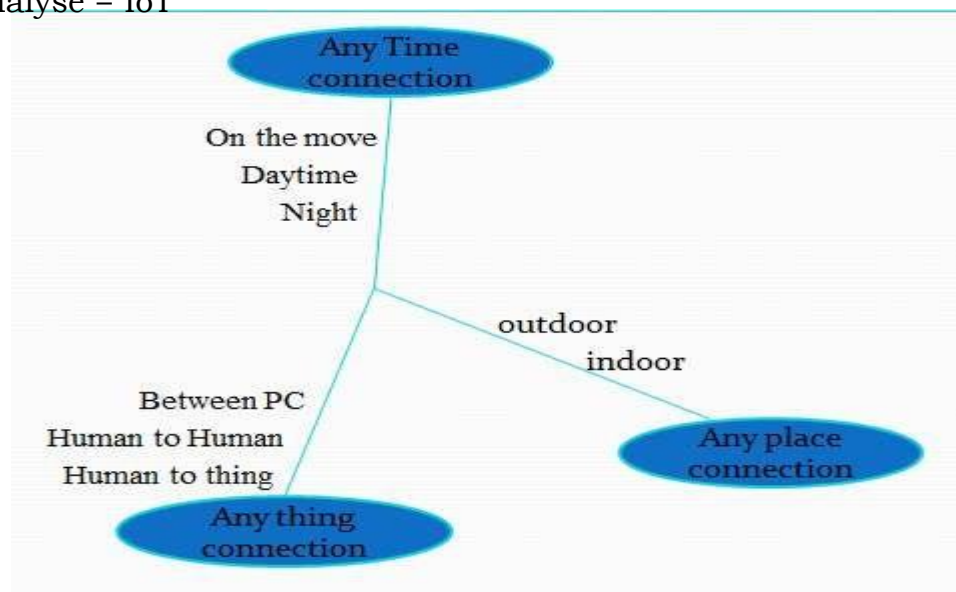 Any Time
connection
On the move
Daytime
Night
outdoor
indoor
Between PC
Human to Human
Human to thing
Any place
connection
Any thing
connection